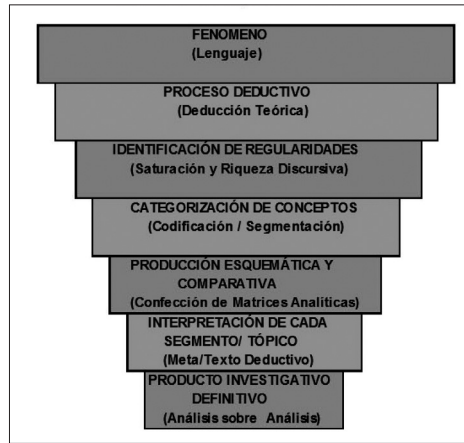 FENOMENO
(Lenguaje)
PROCESO DEDUCTIVO
(Deducción Teórica)
IDENTIFICACIÓN DE REGULARIDADES
(Saturación y Riqueza Discursiva)
CATEGORIZACIÓN DE CONCEPTOS
(Codificación / Segmentación)
PRODUCCIÓN ESQUEMÁTICA Y
COMPARATIVA
(Confección de Matrices Analíticas)
INTERPRETACIÓN DE CADA
SEGMENTO/ TÓPICO
(Meta/Texto Deductivo)
PRODUCTO INVESTIGATIVO
DEFINITIVO
(Análisis sobre Análisis)